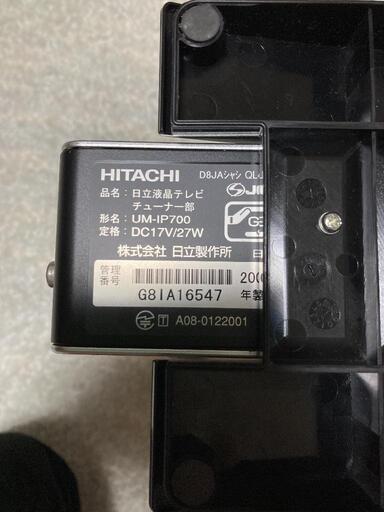 HITACHI D8JAシャシ QL-
品名:日立液晶テレビ
チューナー部
形名: UM-IP700
定格: DC17V/27W
株式会社 日立製作所
管理
番号
G8IA16547
200
年製
T A08-0122001